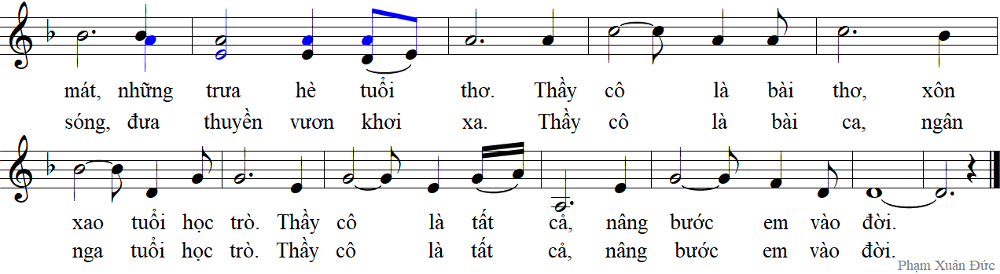 mát, những trưa hè tuổi thơ. Thầy cô là bài thơ, xôn
sóng, đưa thuyền vươn khơi xa. Thầy cô là bài ca, ngân
xao tuổi học trò. Thầy cô là tất cả, nâng bước em vào đời.
nga tuổi học trò. Thầy cô là tất cả, nâng bước em vào đời.
Phạm Xuân Đức